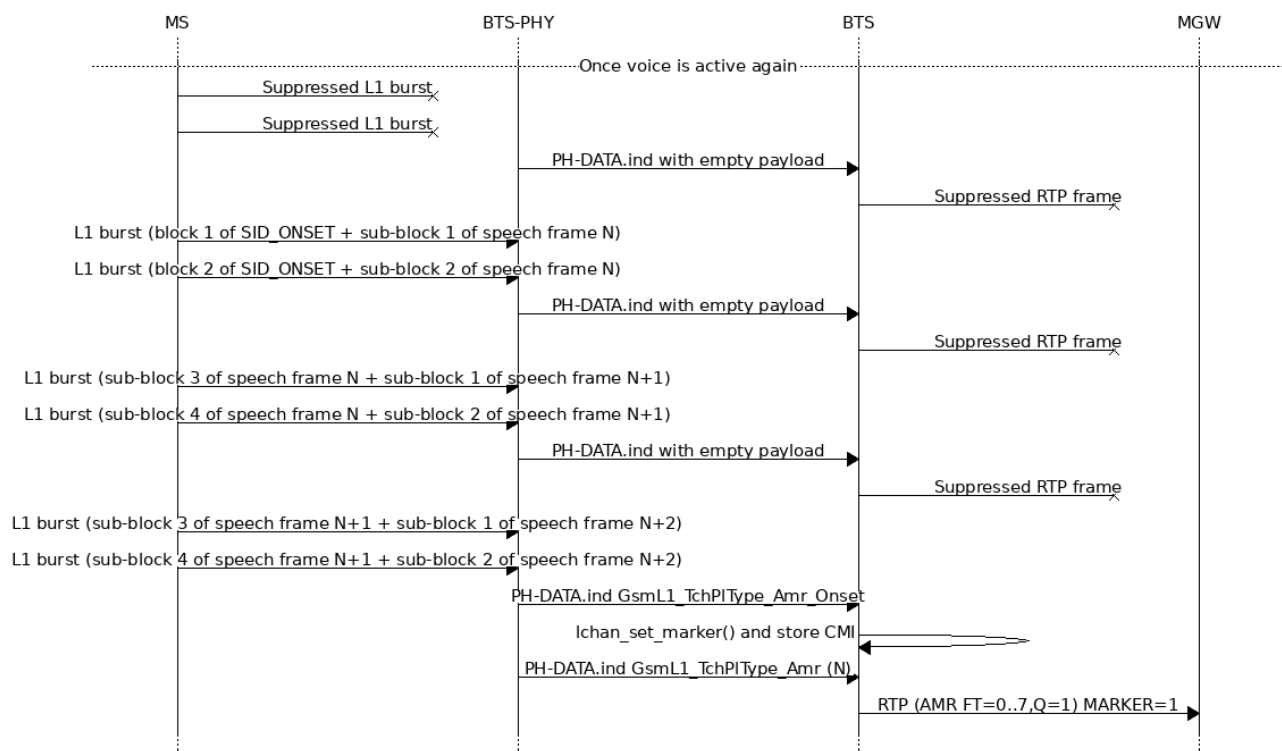 MS BTS-PHY BTS MGW
Once voice is active again
Suppressed L1 burst
Suppressed L1 burst
PH-DATA.ind with empty payload
Suppressed RTP frame
L1 burst (block 1 of SID_ONSET + sub-block 1 of speech frame N)
L1 burst (block 2 of SID_ONSET + sub-block 2 of speech frame N)
PH-DATA.ind with empty payload
Suppressed RTP frame
L1 burst (sub-block 3 of speech frame N + sub-block 1 of speech frame N+1)
L1 burst (sub-block 4 of speech frame N + sub-block 2 of speech frame N+1)
PH-DATA.ind with empty payload
Suppressed RTP frame
L1 burst (sub-block 3 of speech frame N+1 + sub-block 1 of speech frame N+2)
L1 burst (sub-block 4 of speech frame N+1 + sub-block 2 of speech frame N+2)
PH-DATA.ind GsmL1_TchPlType_Amr_Onset
lchan_set_marker() and store CMI
PH-DATA.ind GsmL1_TchPlType_Amr (N)
RTP (AMR FT=0..7,Q=1) MARKER=1